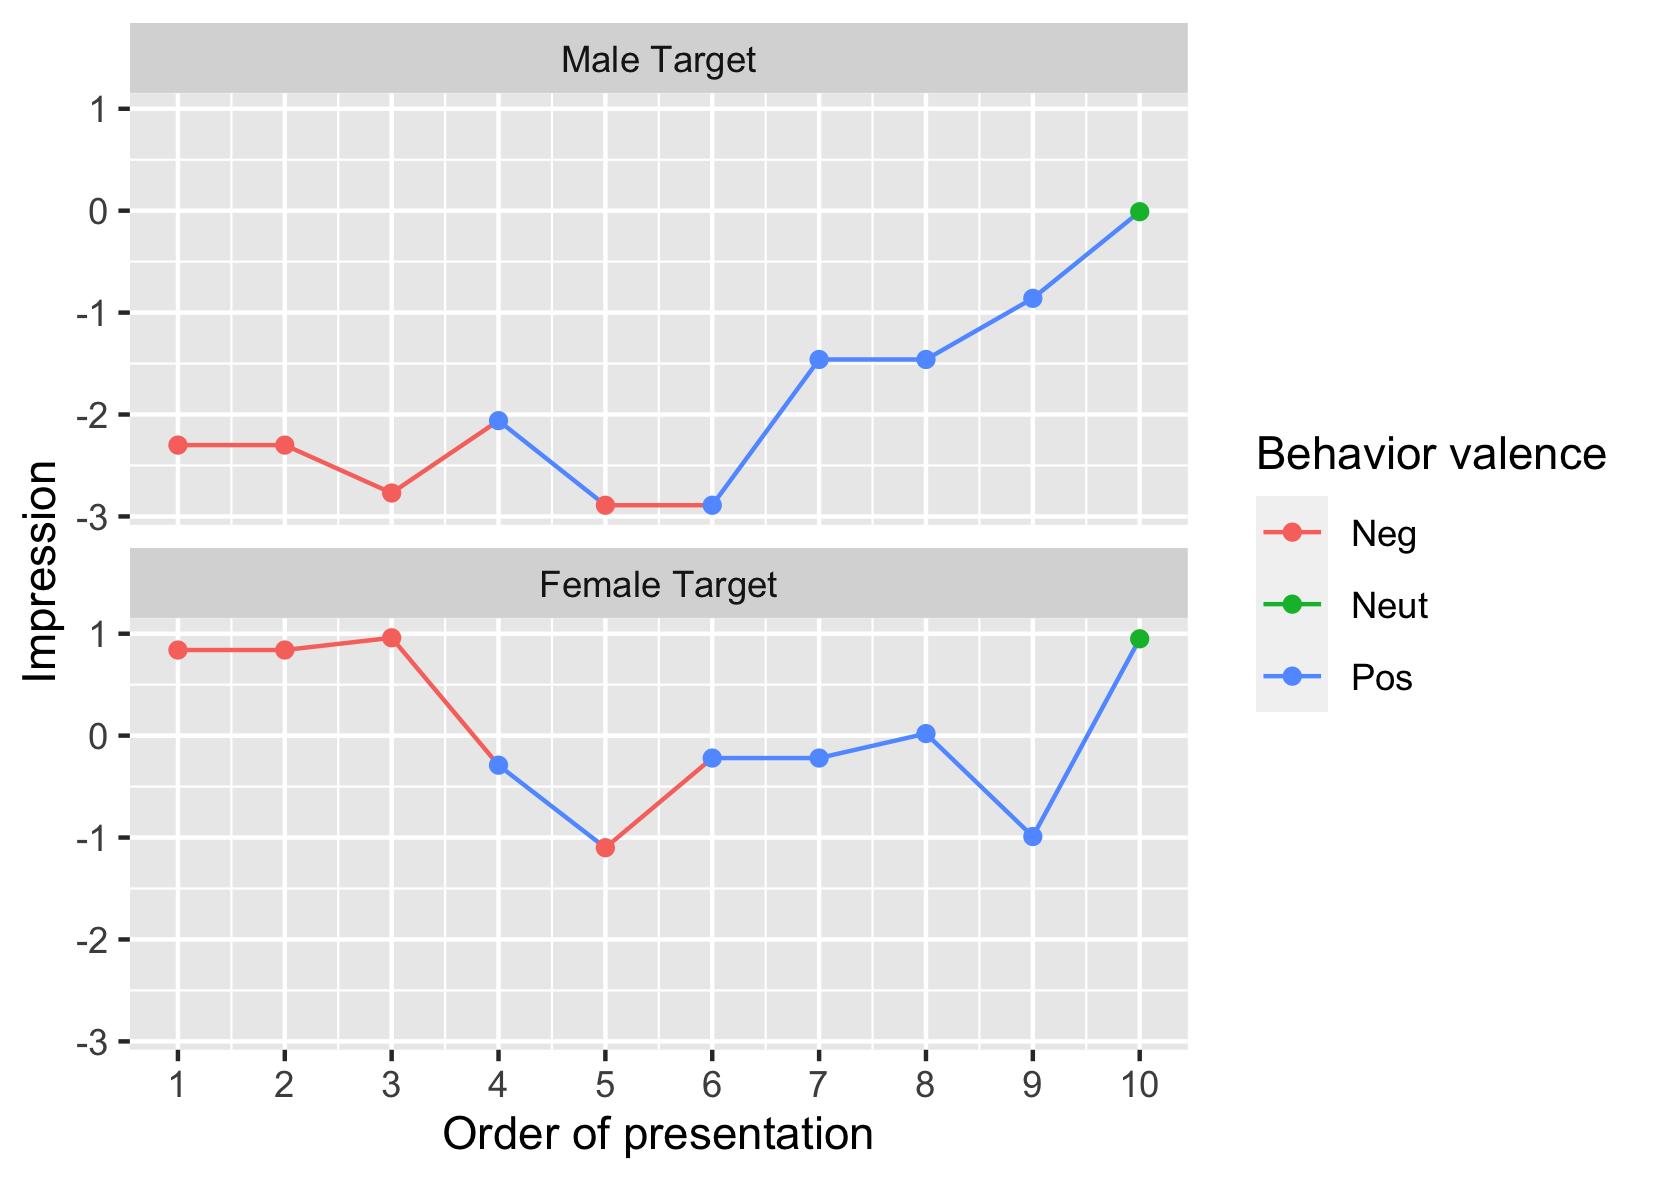 Male Target
1
0
-1
-2
-3
Female Target
1
0
-1
-2
-3
1 2 3 4 5 6 7 8 9 10
Order of presentation
Impression
Behavior valence
Neg
Neut
Pos